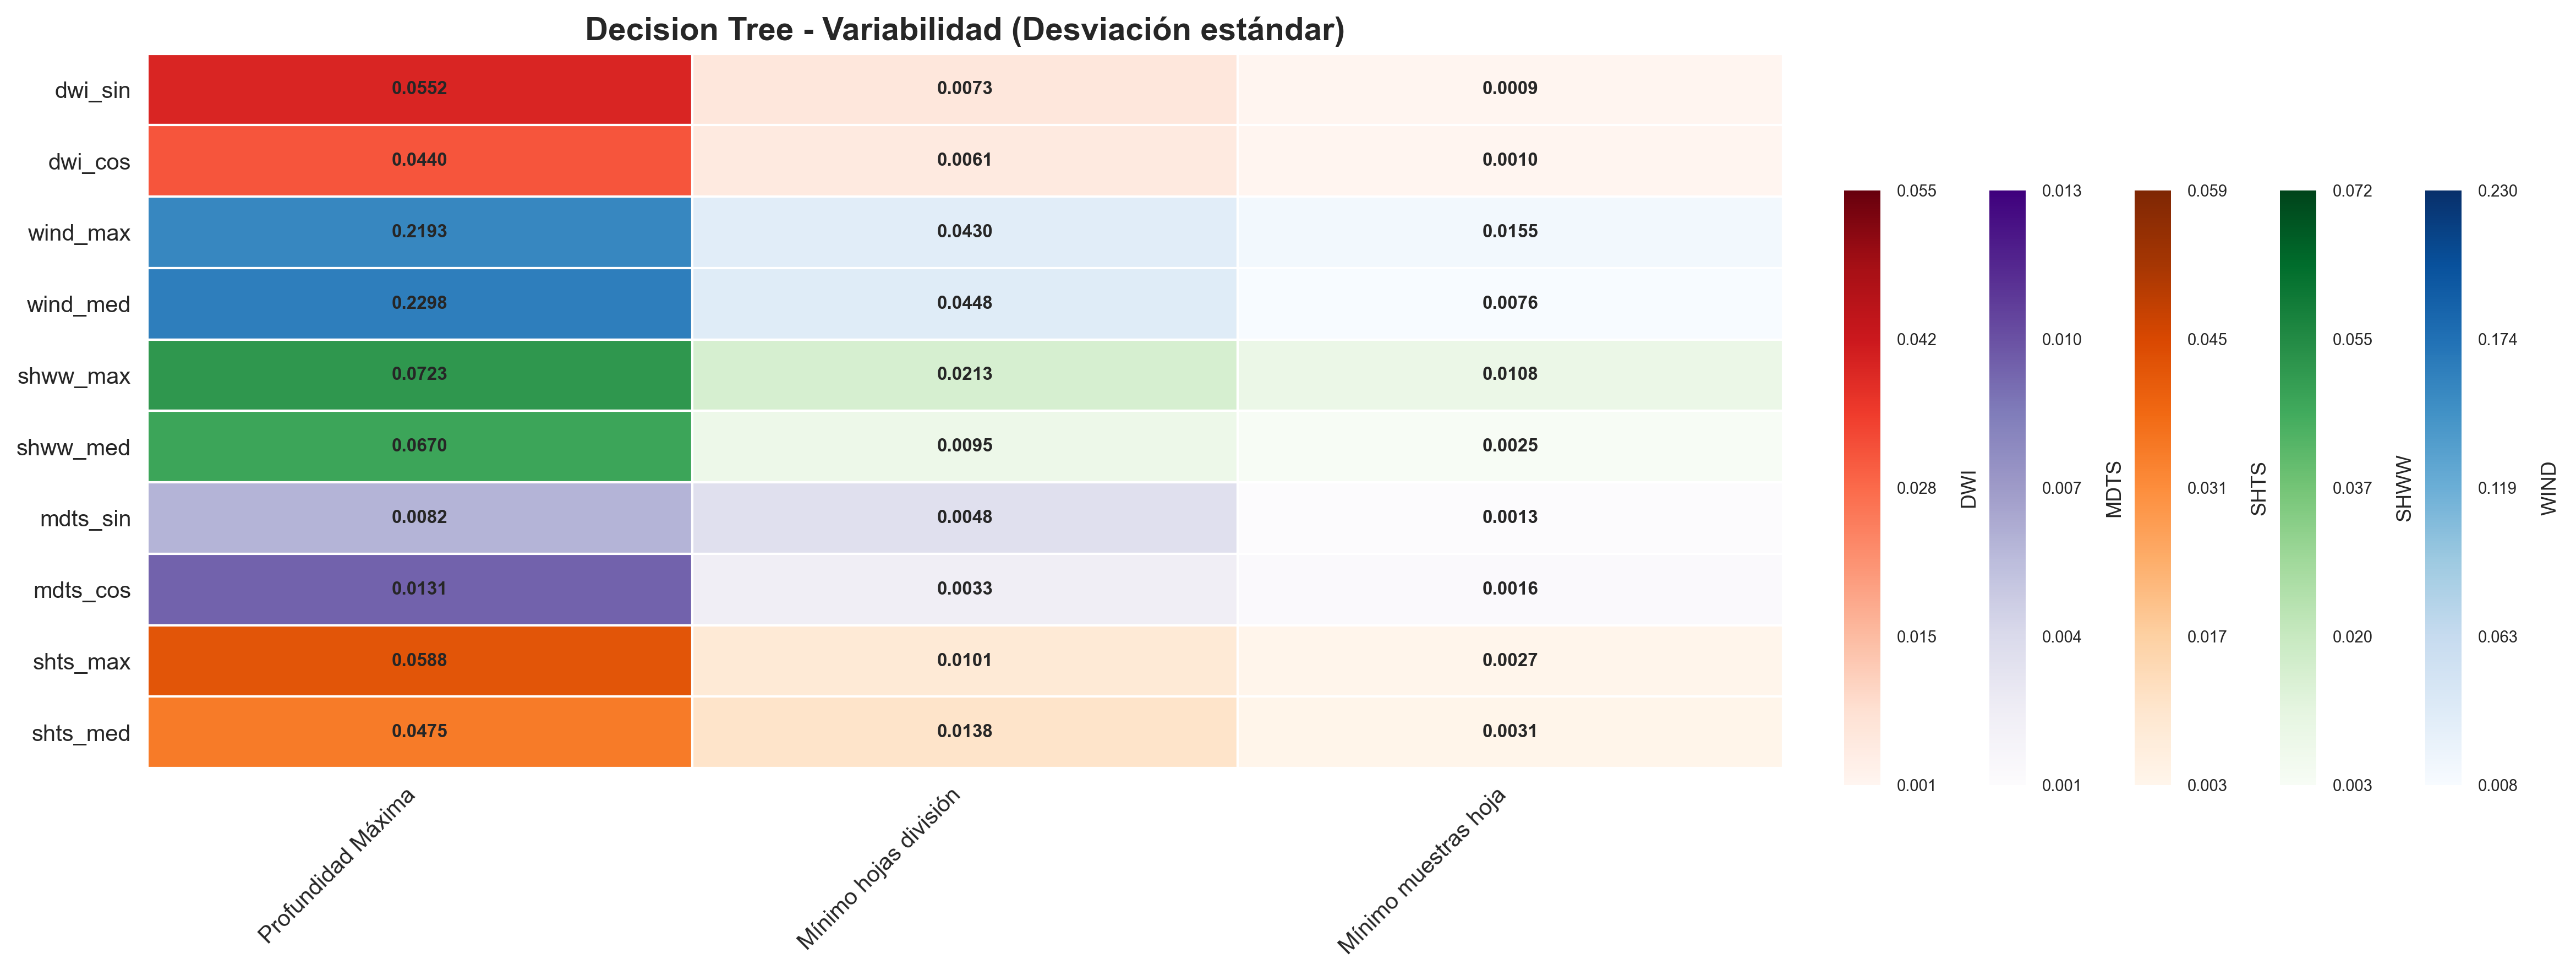 Decision Tree - Variabilidad (Desviación estándar)
dwi_sin 0.0552 0.0073 0.0009
dwi_cos 0.0440 0.0061 0.0010
wind_max 0.2193 0.0430 0.0155
wind_med 0.2298 0.0448 0.0076
shww_max 0.0723 0.0213 0.0108
shww_med 0.0670 0.0095 0.0025
mdts_sin 0.0082 0.0048 0.0013
mdts_cos 0.0131 0.0033 0.0016
shts_max 0.0588 0.0101 0.0027
shts_med 0.0475 0.0138 0.0031
Profundidad Máxima
Mínimo hojas división
Mínimo muestras hoja
0.055 0.013 0.059 0.072 0.230
0.042 0.010 0.045 0.055 0.174
0.028 0.007 0.031 0.037 0.119
0.015 0.004 0.017 0.020 0.063
0.001 0.001 0.003 0.003 0.008
DWI
MDTS
SHTS
SHWW
WIND